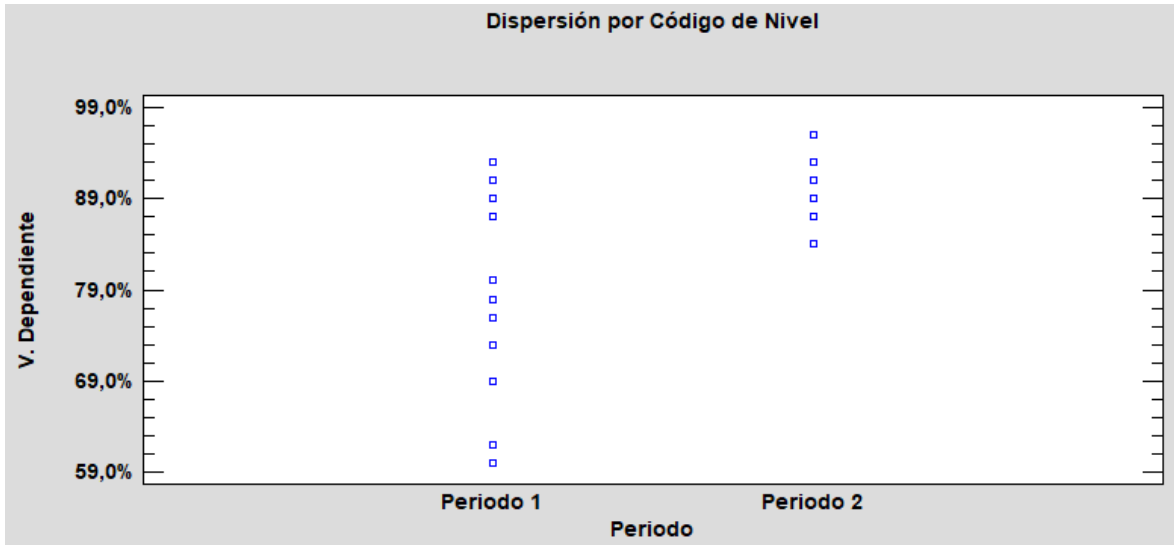 Dispersión por Código de Nivel
99,0%
89,0%
79,0%
69,0%
59,0%
V. Dependiente
Periodo 1 Periodo 2
Periodo